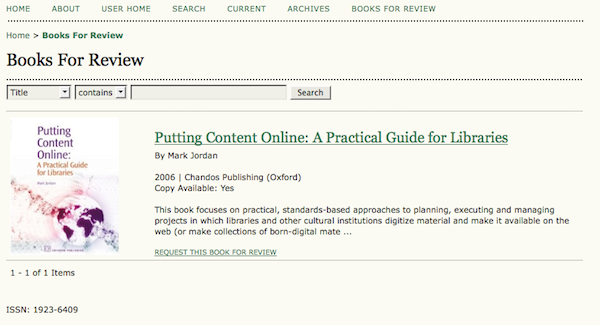 HOME ABOUT USER HOME SEARCH CURRENT ARCHIVES BOOKS FOR REVIEW
Home > Books For Review
Books For Review
Title contains Search
Putting
Content
Online:
A Practical Guide
for Libraries
Mark Jordan
Putting Content Online: A Practical Guide for Libraries
By Mark Jordan
2006 | Chandos Publishing (Oxford)
Copy Available: Yes
This book focuses on practical, standards-based approaches to planning, executing and managing
projects in which libraries and other cultural institutions digitize material and make it available on the
web (or make collections of born-digital mate ...
REQUEST THIS BOOK FOR REVIEW
1 - 1 of 1 Items
ISSN: 1923-6409